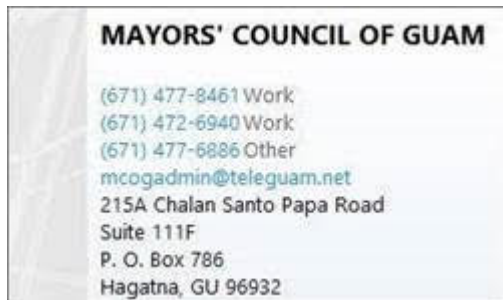 MAYORS' COUNCIL OF GUAM
(671) 477-8461 Work
(671) 472-6940 Work
(671) 477-6886 Other
mcogadmin@teleguam.net
215A Chalan Santo Papa Road
Suite 111F
P. O. Box 786
Hagatna, GU 96932